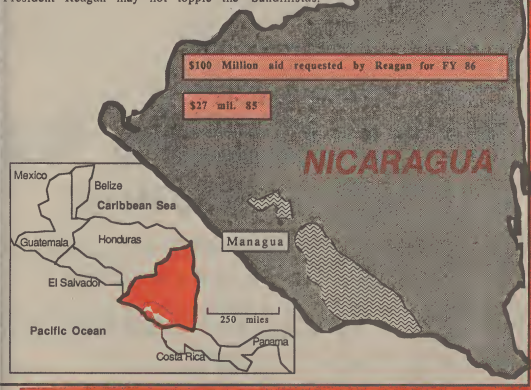 President Reagan may not topple the Sandinistas.
$100 Million aid requested by Reagan for FY 86
$27 mil. 85
NICARAGUA
Mexico
Belize
Caribbean Sea
Guatemala
Honduras
Managua
El Salvador
250 miles
Pacific Ocean
Panama
Costa Rica